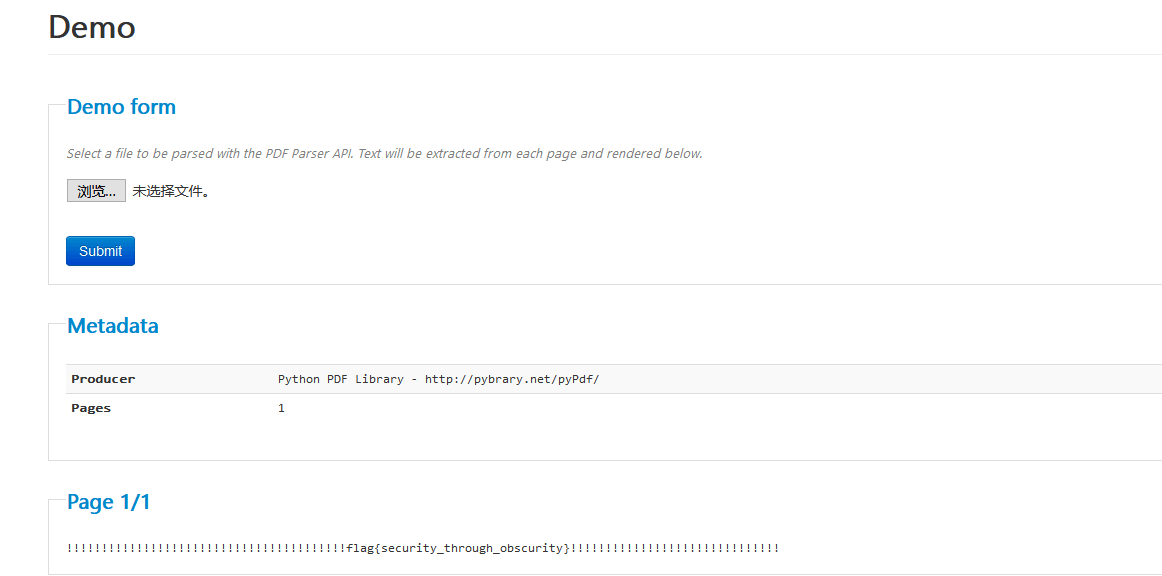 Demo
Demo form
Select a file to be parsed with the PDF Parser API. Text will be extracted from each page and rendered below.
浏览... 未选择文件。
Submit
Metadata
Producer Python PDF Library - http://pybrary.net/pyPdf/
Pages 1
Page 1/1
!!!!!!!!!!!!!!!!!!!!!!!!!!!!!!!!!!!!!!!!flag{security_through_obscurity}!!!!!!!!!!!!!!!!!!!!!!!!!!!!!!